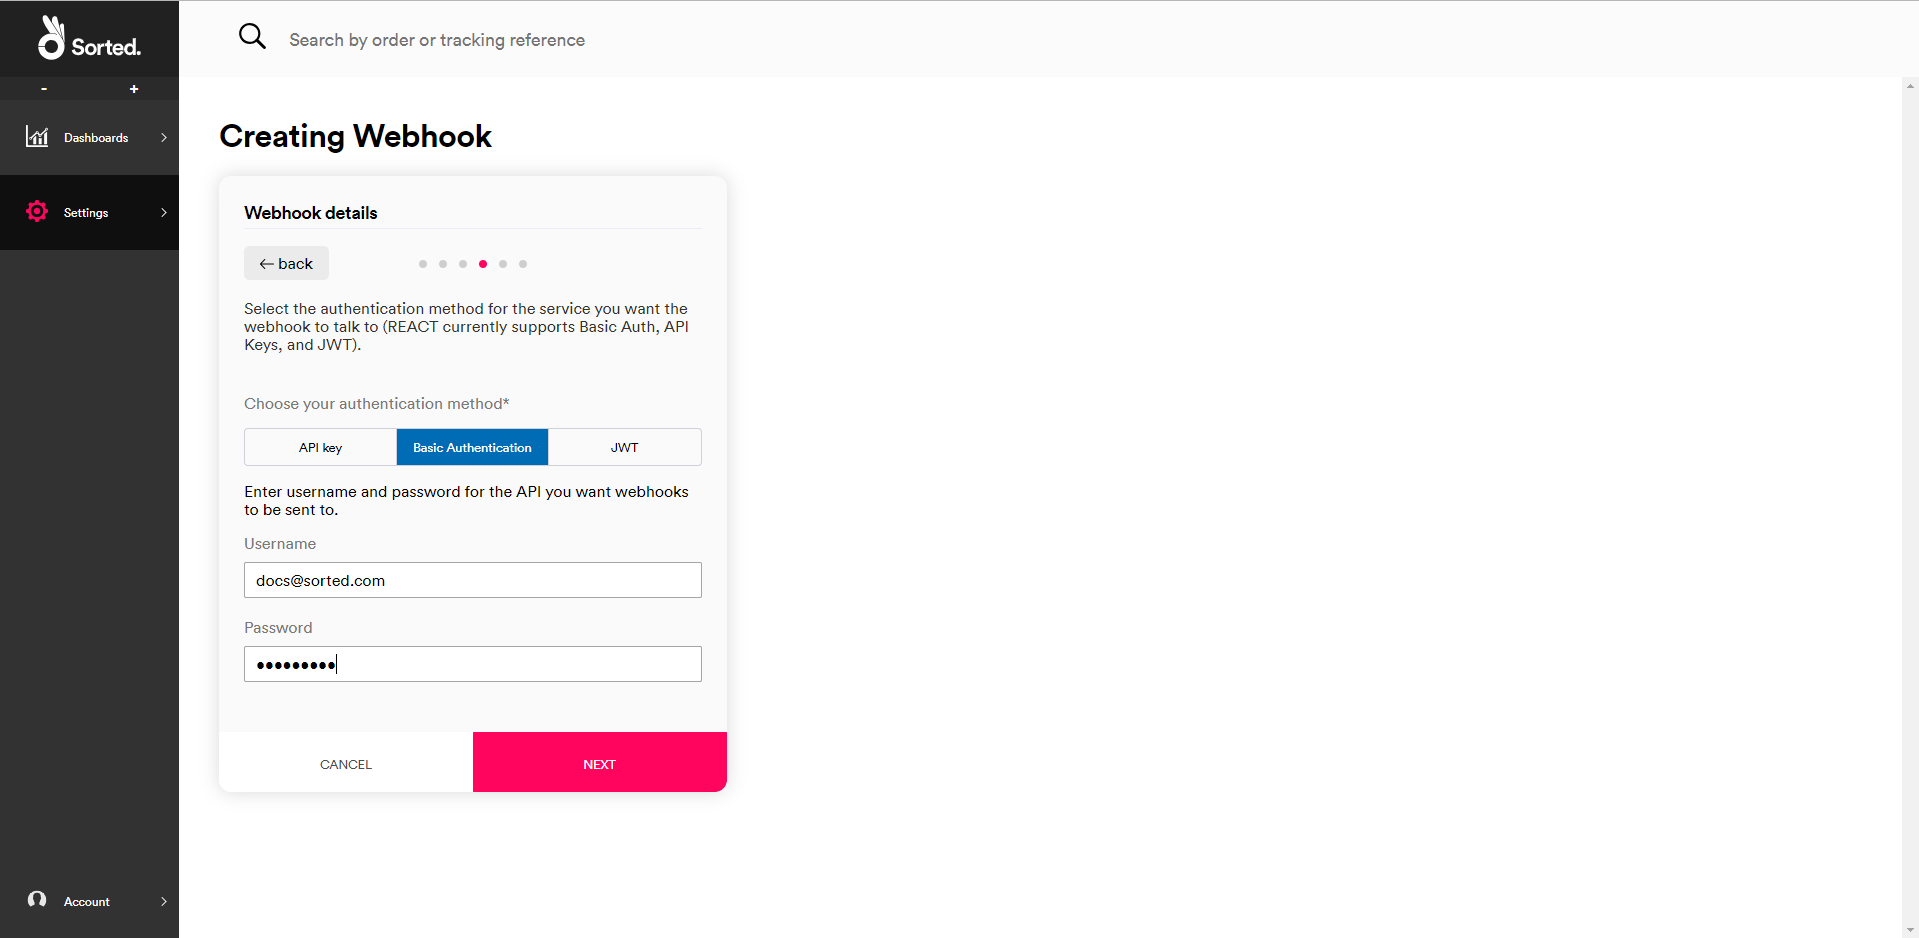 Sorted.
Search by order or tracking reference
- +
Dashboards
Settings
Creating Webhook
Webhook details
← back
Select the authentication method for the service you want the
webhook to talk to (REACT currently supports Basic Auth, API
Keys, and JWT).
Choose your authentication method*
API key Basic Authentication JWT
Enter username and password for the API you want webhooks
to be sent to.
Username
docs@sorted.com
Password
●●●●●●●●●
CANCEL NEXT
Account